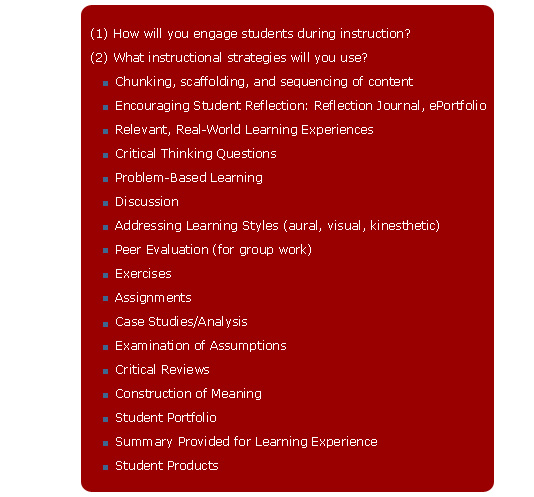 (1) How will you engage students during instruction?
(2) What instructional strategies will you use?
Chunking, scaffolding, and sequencing of content
Encouraging Student Reflection: Reflection Journal, ePortfolio
Relevant, Real-World Learning Experiences
Critical Thinking Questions
Problem-Based Learning
Discussion
Addressing Learning Styles (aural, visual, kinesthetic)
Peer Evaluation (for group work)
Exercises
Assignments
Case Studies/Analysis
Examination of Assumptions
Critical Reviews
Construction of Meaning
Student Portfolio
Summary Provided for Learning Experience
Student Products